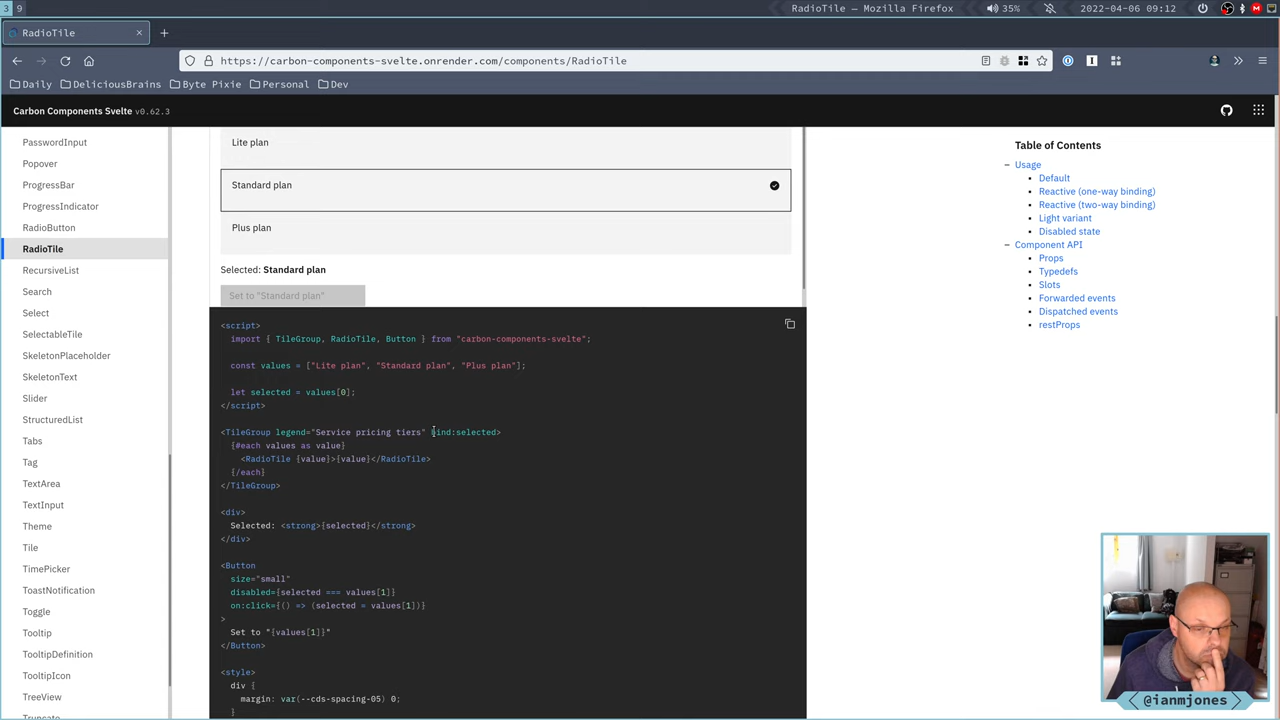 3 9 RadioTile — Mozilla Firefox 35% 2022-04-06 09:12
RadioTile
https://carbon-components-svelte.onrender.com/components/RadioTile
Daily DeliciousBrains Byte Pixie Personal Dev
Carbon Components Svelte v0.62.3
PasswordInput
Popover
ProgressBar
ProgressIndicator
RadioButton
RadioTile
RecursiveList
Search
Select
SelectableTile
SkeletonPlaceholder
SkeletonText
Slider
StructuredList
Tabs
Tag
TextArea
TextInput
Theme
Tile
TimePicker
ToastNotification
Toggle
Tooltip
TooltipDefinition
TooltipIcon
TreeView
Truncate
Lite plan
Standard plan
Plus plan
Selected: Standard plan
Set to "Standard plan"
<script>
import { TileGroup, RadioTile, Button } from "carbon-components-svelte";
const values = ["Lite plan", "Standard plan", "Plus plan"];
let selected = values[0];
</script>
<TileGroup legend="Service pricing tiers" bind:selected>
{#each values as value}
<RadioTile {value}>{value}</RadioTile>
{/each}
</TileGroup>
<div>
Selected: <strong>{selected}</strong>
</div>
<Button
size="small"
disabled={selected === values[1]}
on:click={() => (selected = values[1])}
>
Set to "{values[1]}"
</Button>
<style>
div {
margin: var(--cds-spacing-05) 0;
}
Table of Contents
Usage
Default
Reactive (one-way binding)
Reactive (two-way binding)
Light variant
Disabled state
Component API
Props
Typedefs
Slots
Forwarded events
Dispatched events
restProps
<@ianmjones>